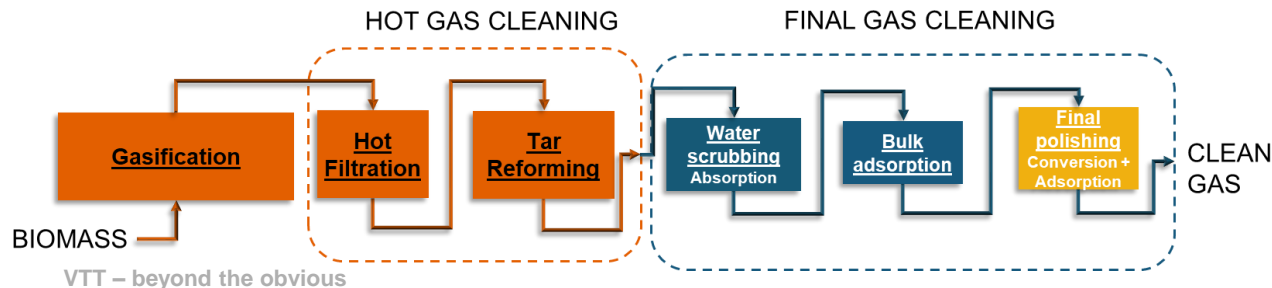 HOT GAS CLEANING
FINAL GAS CLEANING
Gasification
Hot
Filtration
Tar
Reforming
Water
scrubbing
Absorption
Bulk
adsorption
Final
polishing
Conversion +
Adsorption
CLEAN
GAS
BIOMASS
VTT – beyond the obvious